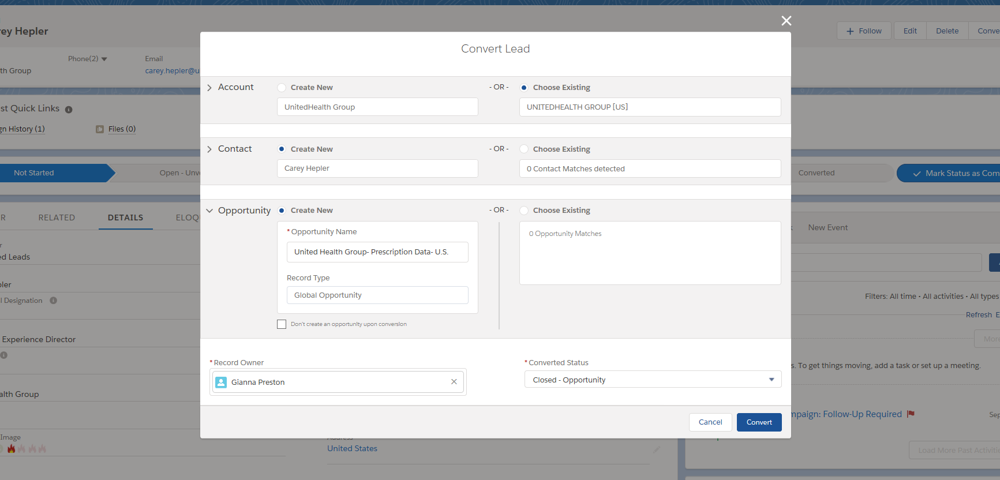 rey Hepler
+ Follow
Edit
Delete
Conve
Phone(2)
Email
th Group
carey.hepler@u
st Quick Links
gn History (1)
Files (0)
Not Started
Open - Unv
Converted
Mark Status as Com
R
RELATED
DETAILS
ELOQU
New Event
r
ed Leads
pler
l Designation
Experience Director
alth Group
Image
Address
United States
Filters: All time • All activities • All types
Refresh E
More
s. To get things moving, add a task or set up a meeting.
mpaign: Follow-Up Required
Sep
Load More Past Activitie
Convert Lead
Account
Create New
- OR -
Choose Existing
UnitedHealth Group
UNITEDHEALTH GROUP [US]
Contact
Create New
- OR -
Choose Existing
Carey Hepler
0 Contact Matches detected
Opportunity
Create New
- OR -
Choose Existing
* Opportunity Name
United Health Group- Prescription Data- U.S.
Record Type
Global Opportunity
0 Opportunity Matches
Don't create an opportunity upon conversion
* Record Owner
Gianna Preston
* Converted Status
Closed - Opportunity
Cancel
Convert